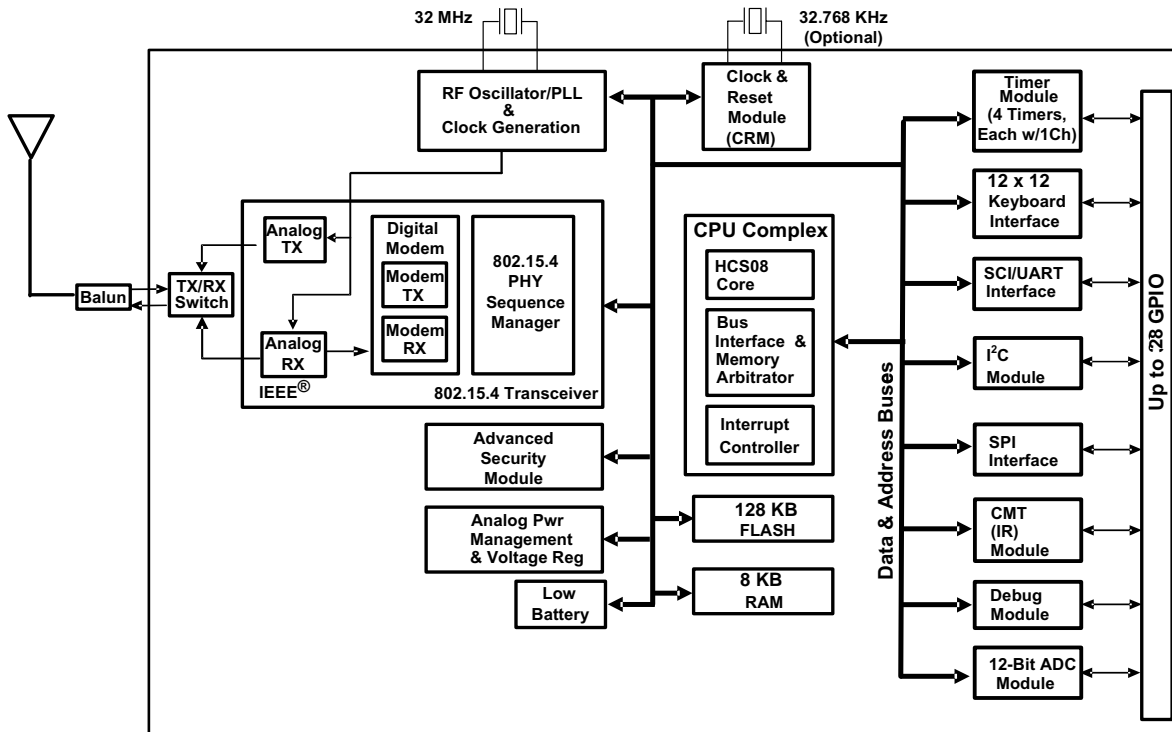 32 MHz
32.768 KHz
(Optional)
RF Oscillator/PLL
&
Clock Generation
Clock &
Reset
Module
(CRM)
Timer
Module
(4 Timers,
Each w/1Ch)
12 x 12
Keyboard
Interface
SCI/UART
Interface
I²C
Module
SPI
Interface
CMT
(IR)
Module
Debug
Module
12-Bit ADC
Module
Up to .28 GPIO
Data & Address Buses
CPU Complex
HCS08
Core
Bus
Interface &
Memory
Arbitrator
Interrupt
Controller
Balun
TX/RX
Switch
Analog
TX
Analog
RX
Digital
Modem
Modem
TX
Modem
RX
802.15.4
PHY
Sequence
Manager
IEEE®
802.15.4 Transceiver
Advanced
Security
Module
Analog Pwr
Management
& Voltage Reg
Low
Battery
128 KB
FLASH
8 KB
RAM